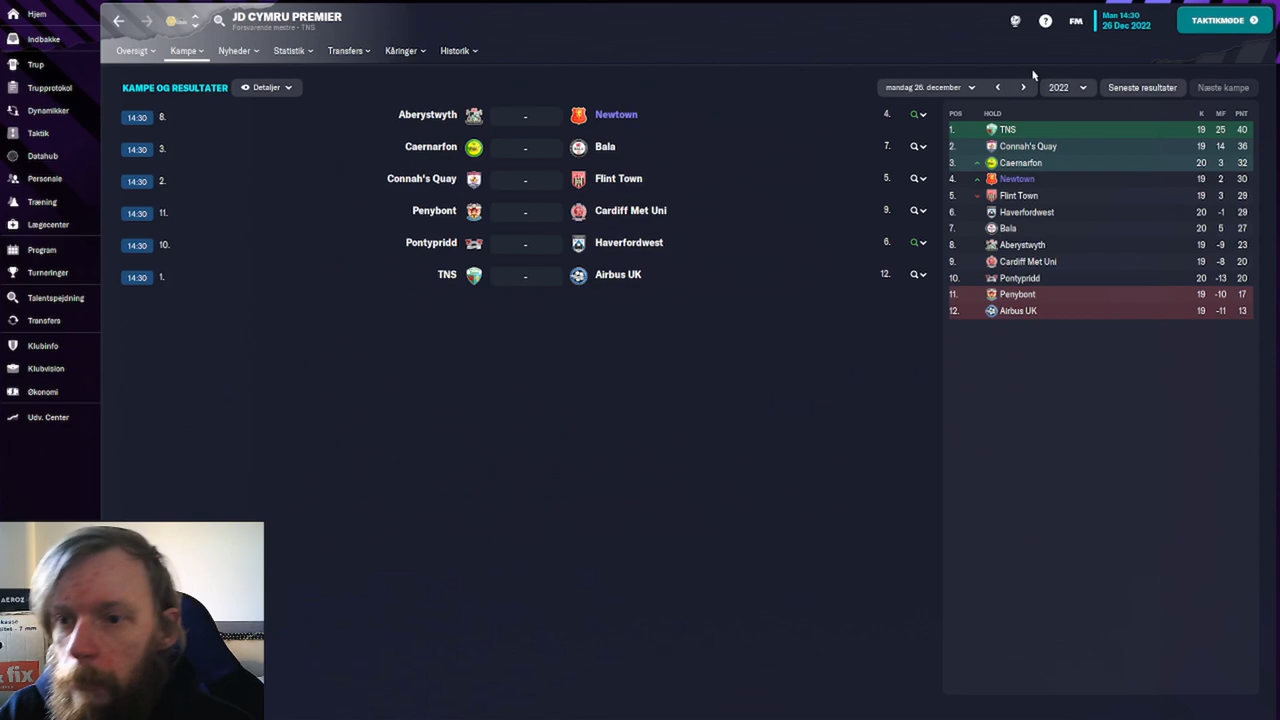 Hjem
Indbakke
Trup
Trupprotokol
Dynamikker
Taktik
Datahub
Personale
Træning
Lægecenter
Program
Turneringer
Talentspejdning
Transfers
Klubinfo
Klubvision
Økonomi
Udv. Center
JD CYMRU PREMIER
Forsvarende mestre - TNS
FM
Man 14:30
26 Dec 2022
TAKTIKMØDE
Oversigt
Kampe
Nyheder
Statistik
Transfers
Kåringer
Historik
KAMPE OG RESULTATER
Detaljer
mandag 26. december
2022
Seneste resultater
Næste kampe
14:30 8. Aberystwyth - Newtown 4.
14:30 3. Caernarfon - Bala 7.
14:30 2. Connah's Quay - Flint Town 5.
14:30 11. Penybont - Cardiff Met Uni 9.
14:30 10. Pontypridd - Haverfordwest 6.
14:30 1. TNS - Airbus UK 12.
POS HOLD K MF PNT
1. TNS 19 25 40
2. Connah's Quay 19 14 36
3. Caernarfon 20 3 32
4. Newtown 19 2 30
5. Flint Town 19 3 29
6. Haverfordwest 20 -1 29
7. Bala 20 5 27
8. Aberystwyth 19 -9 23
9. Cardiff Met Uni 19 -8 20
10. Pontypridd 20 -13 20
11. Penybont 19 -10 17
12. Airbus UK 19 -11 13
AEROZ
fix